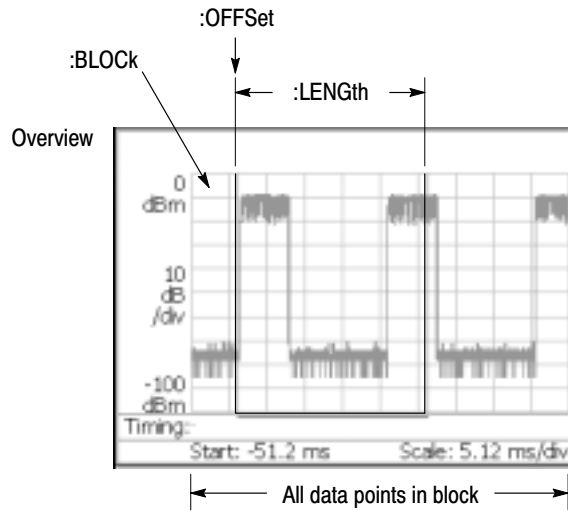 :OFFSet
:BLOCk
:LENGth
Overview
0
dBm
10
dB
/div
-100
dBm
Timing:
Start: -51.2 ms Scale: 5.12 ms/div
All data points in block